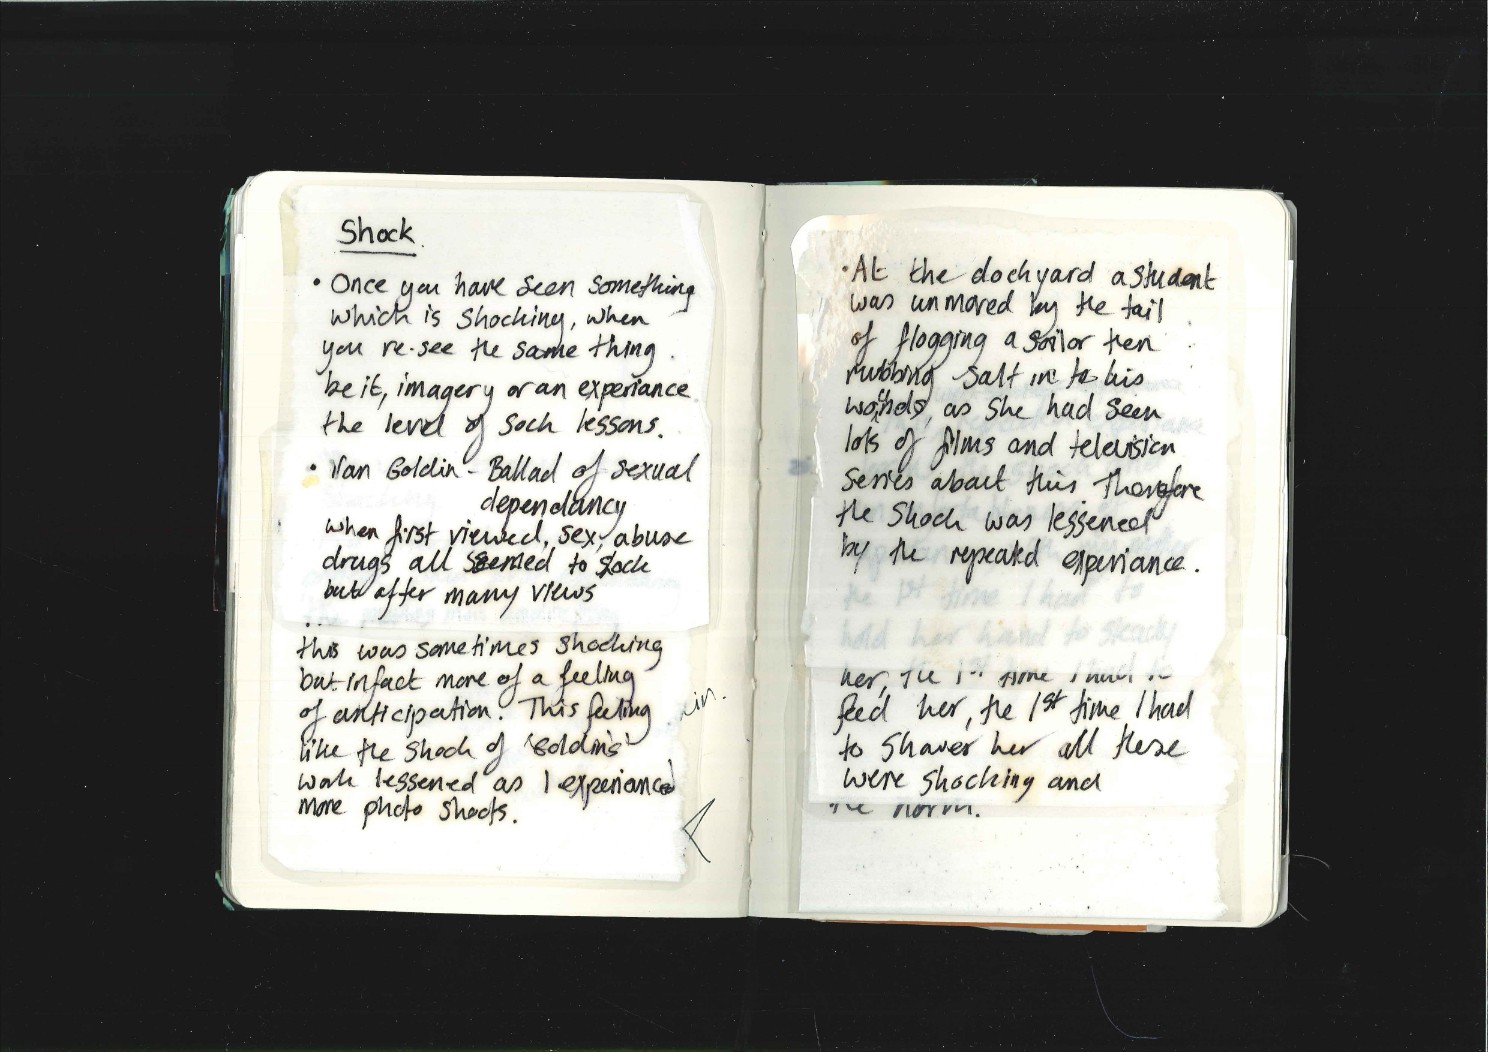 Shock.
• Once you have seen something
which is shocking, when
you re-see the same thing.
be it, imagery or an experiance
the level of soch lessons.
• Nan Goldin - Ballad of sexual
dependancy
when first viewed, sex, abuse
drugs all seemed to shock
but after many views
this was sometimes shocking
but infact more of a feeling
of anticipation. This feeling
like the shock of 'Goldin's'
work lessened as I experianced
more photo shoots.
• At the dockyard a student
was unmoved by the tail
of flogging a sailor then
rubbing salt in to his
wounds, as she had seen
lots of films and television
series about this therefore
the shock was lessened
by the repeated experiance.
the 1st time I had to
hold her hand to steady
her, the 1st time I had to
feed her, the 1st time I had
to shaver her all these
were shocking and
the norm.